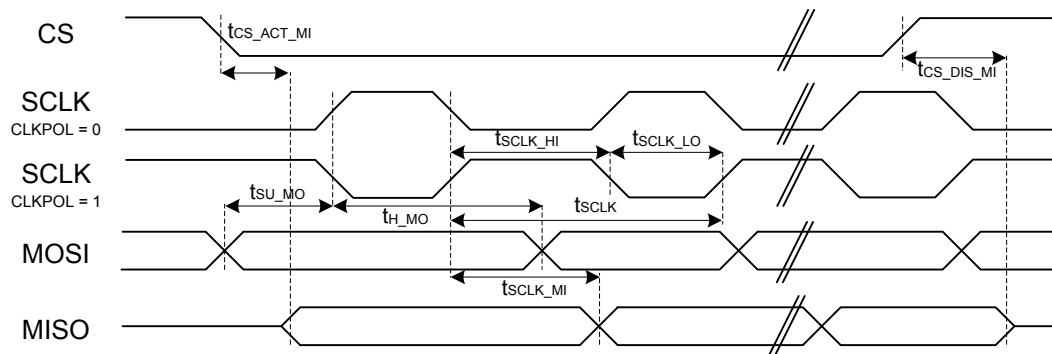 CS
tCS_ACT_MI
tCS_DIS_MI
SCLK
CLKPOL = 0
tSCLK_HI
tSCLK_LO
SCLK
CLKPOL = 1
tSU_MO
tH_MO
tSCLK
MOSI
tSCLK_MI
MISO